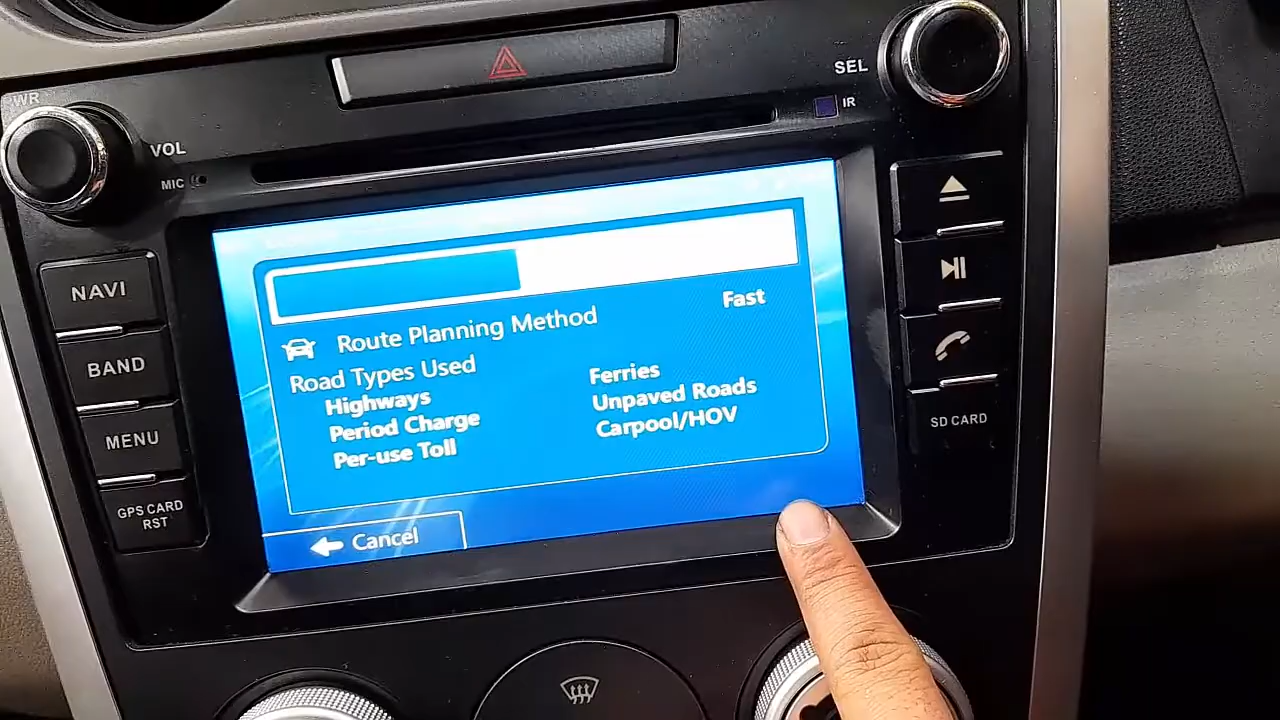 WR
VOL
MIC
SEL
IR
NAVI
BAND
MENU
GPS CARD
RST
SD CARD
Route Planning Method
Fast
Road Types Used
Highways
Ferries
Period Charge
Unpaved Roads
Per-use Toll
Carpool/HOV
Cancel